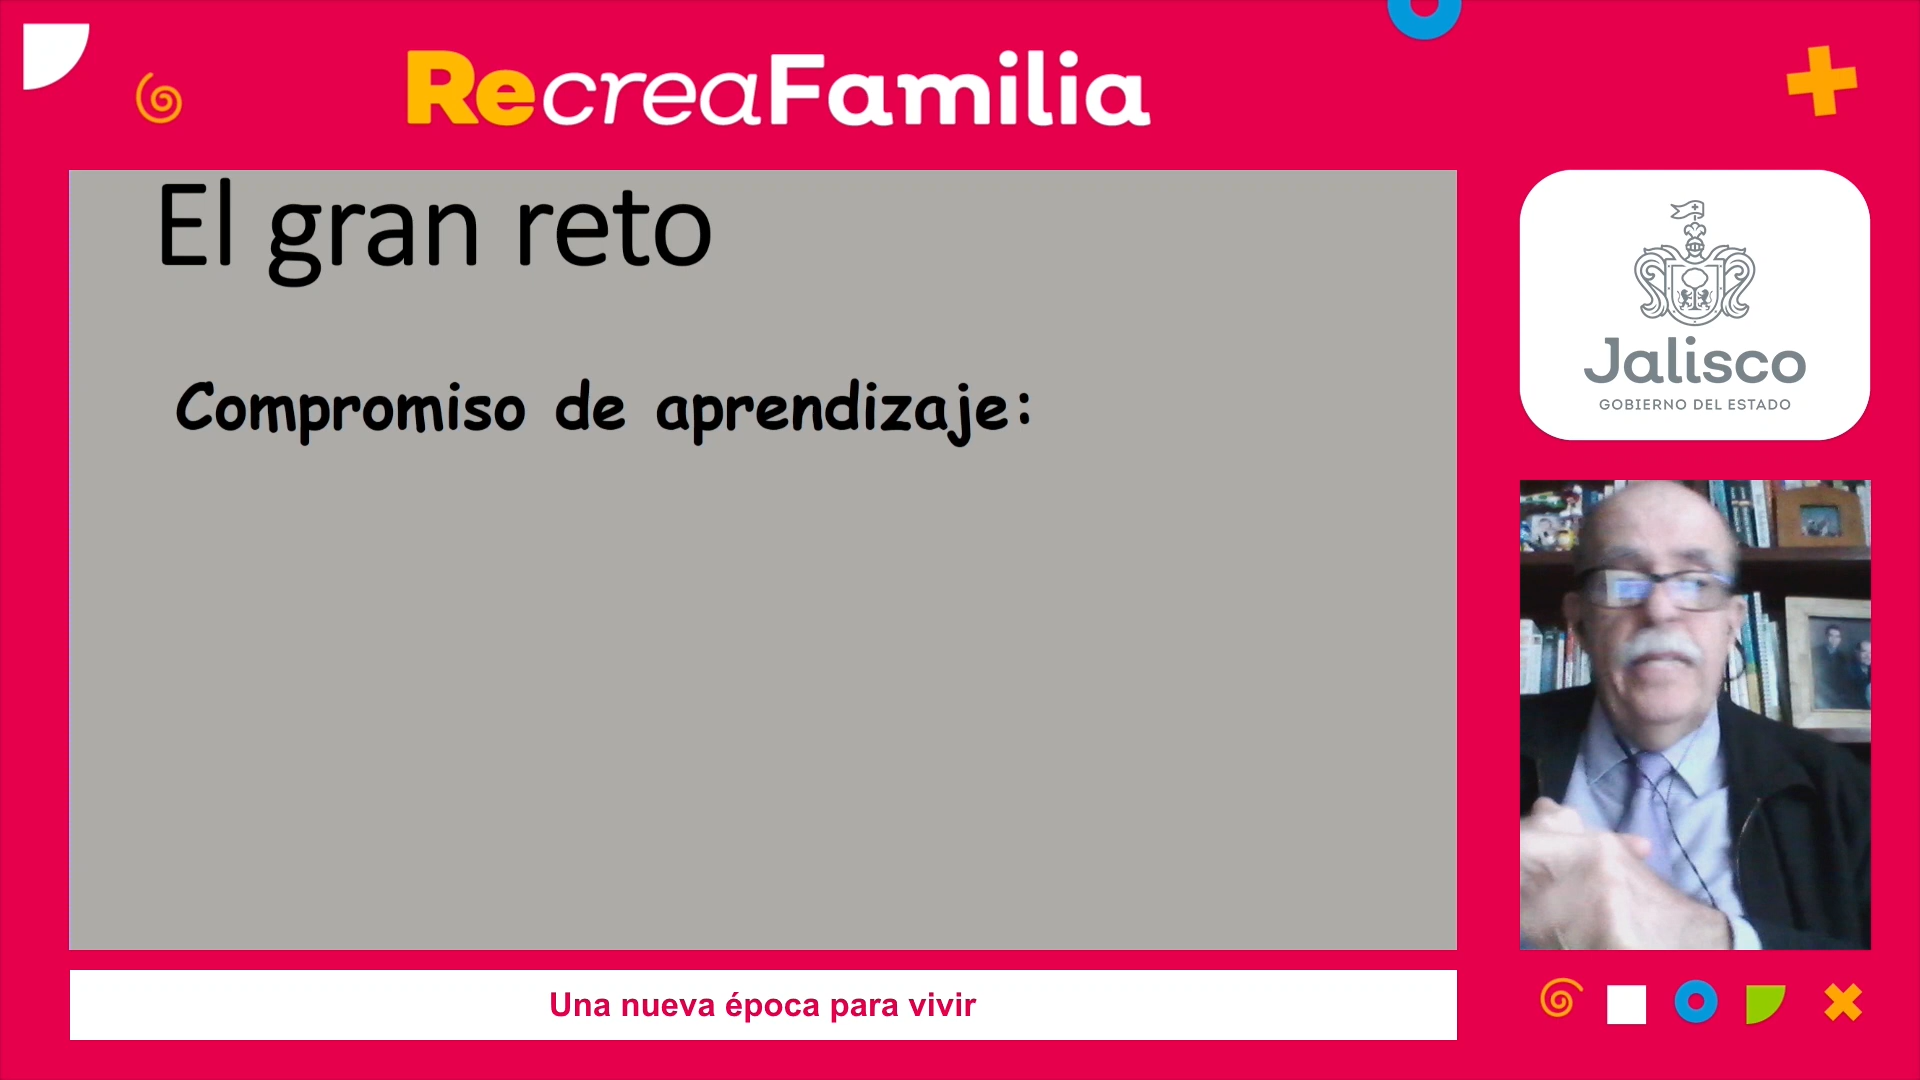 RecreaFamilia
El gran reto
Compromiso de aprendizaje:
Jalisco
GOBIERNO DEL ESTADO
Una nueva época para vivir